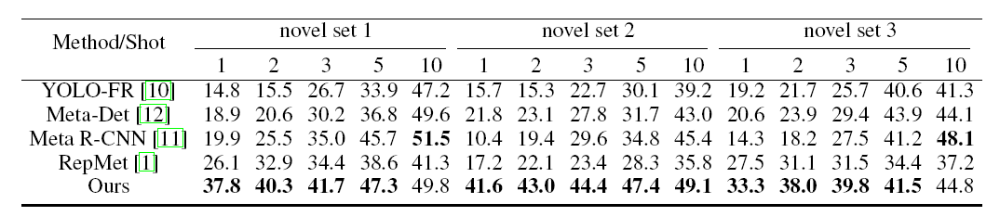 Method/Shot novel set 1 novel set 2 novel set 3
1 2 3 5 10 1 2 3 5 10 1 2 3 5 10
YOLO-FR [10] 14.8 15.5 26.7 33.9 47.2 15.7 15.3 22.7 30.1 39.2 19.2 21.7 25.7 40.6 41.3
Meta-Det [12] 18.9 20.6 30.2 36.8 49.6 21.8 23.1 27.8 31.7 43.0 20.6 23.9 29.4 43.9 44.1
Meta R-CNN [11] 19.9 25.5 35.0 45.7 51.5 10.4 19.4 29.6 34.8 45.4 14.3 18.2 27.5 41.2 48.1
RepMet [1] 26.1 32.9 34.4 38.6 41.3 17.2 22.1 23.4 28.3 35.8 27.5 31.1 31.5 34.4 37.2
Ours 37.8 40.3 41.7 47.3 49.8 41.6 43.0 44.4 47.4 49.1 33.3 38.0 39.8 41.5 44.8